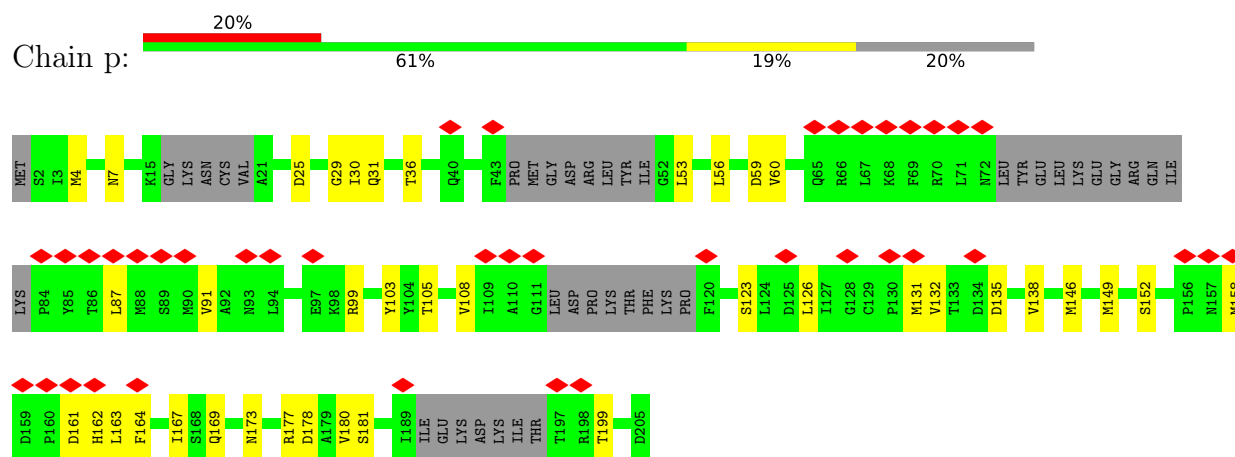 20%
Chain p:
61% 19% 20%
MET S2 I3 M4 N7 K15 GLY LYS ASN CYS VAL A21 D25 G29 I30 Q31 T36 Q40 F43 PRO MET GLY ASP ARG LEU TYR ILE G52 L53 L56 D59 V60 Q65 R66 L67 K68 F69 R70 L71 N72 LEU TYR GLU LEU LYS GLU GLY ARG GLN ILE
LYS P84 Y85 T86 L87 M88 S89 M90 V91 A92 N93 L94 E97 K98 R99 Y103 Y104 T105 V108 I109 A110 G111 LEU ASP PRO LYS THR PHE LYS PRO F120 S123 L124 D125 L126 I127 G128 C129 P130 M131 V132 T133 D134 D135 V138 M146 M149 S152 P156 N157 M158
D159 P160 D161 H162 L163 F164 I167 S168 Q169 N173 R177 D178 A179 V180 S181 I189 ILE GLU LYS ASP LYS ILE THR T197 R198 T199 D205